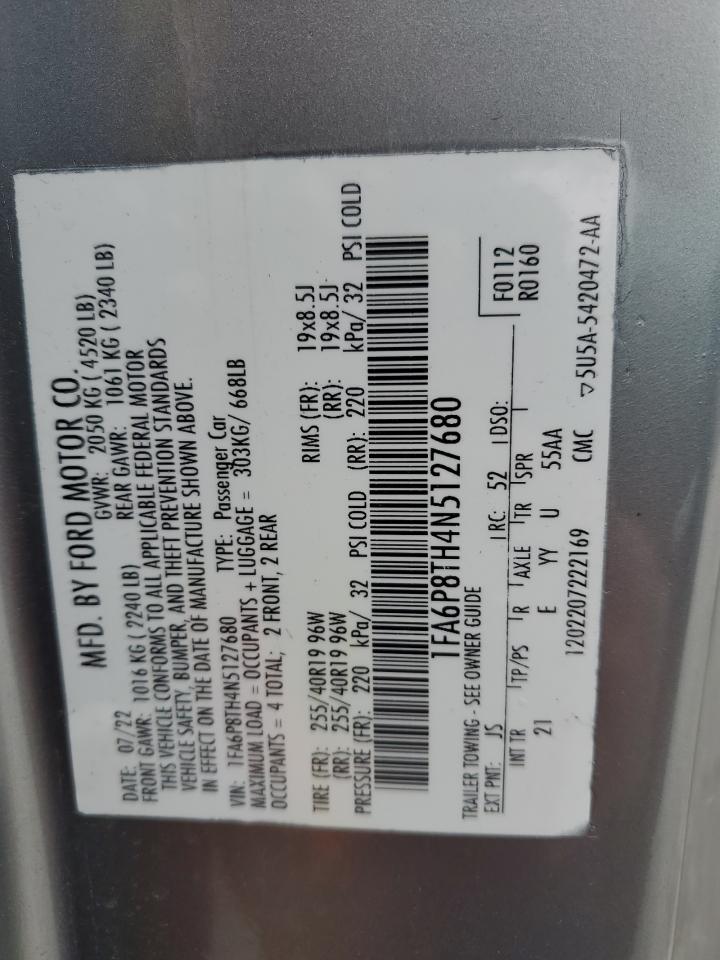 MFD. BY FORD MOTOR CO.
DATE: 07/22 GVWR: 2050 KG ( 4520 LB)
FRONT GAWR: 1016 KG ( 2240 LB) REAR GAWR: 1061 KG ( 2340 LB)
THIS VEHICLE CONFORMS TO ALL APPLICABLE FEDERAL MOTOR
VEHICLE SAFETY, BUMPER, AND THEFT PREVENTION STANDARDS
IN EFFECT ON THE DATE OF MANUFACTURE SHOWN ABOVE.
VIN: 1FA6P8TH4N5127680 TYPE: Passenger Car
MAXIMUM LOAD = OCCUPANTS + LUGGAGE = 303KG/ 668LB
OCCUPANTS = 4 TOTAL; 2 FRONT, 2 REAR
TIRE (FR): 255/40R19 96W RIMS (FR): 19x8.5J
(RR): 255/40R19 96W (RR): 19x8.5J
PRESSURE (FR): 220 kPa/ 32 PSI COLD (RR): 220 kPa/ 32 PSI COLD
1FA6P8TH4N5127680
TRAILER TOWING - SEE OWNER GUIDE
EXT PNT: JS RC: 52 DSO: F0112
INT TR TP/PS R AXLE TR SPR R0160
21 E YY U 55AA
1202207222169 CMC ▽5U5A-5420472-AA